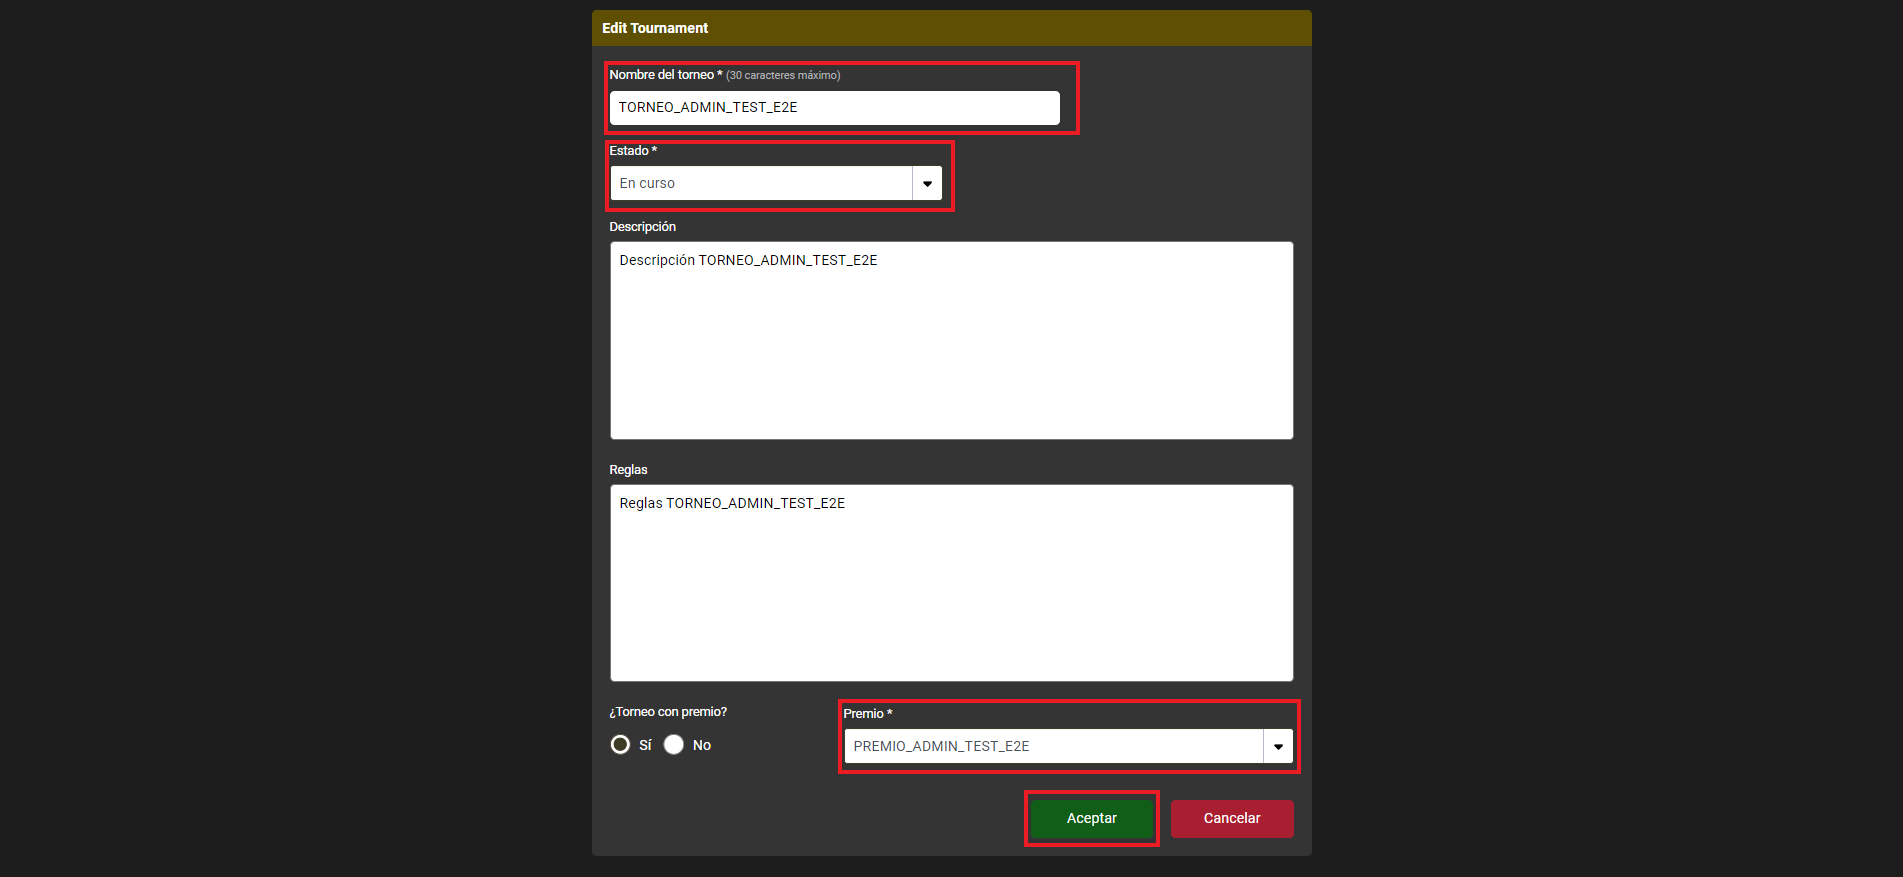 Edit Tournament
Nombre del torneo * (30 caracteres máximo)
TORNEO_ADMIN_TEST_E2E
Estado *
En curso
Descripción
Descripción TORNEO_ADMIN_TEST_E2E
Reglas
Reglas TORNEO_ADMIN_TEST_E2E
¿Torneo con premio?
Sí No
Premio *
PREMIO_ADMIN_TEST_E2E
Aceptar Cancelar